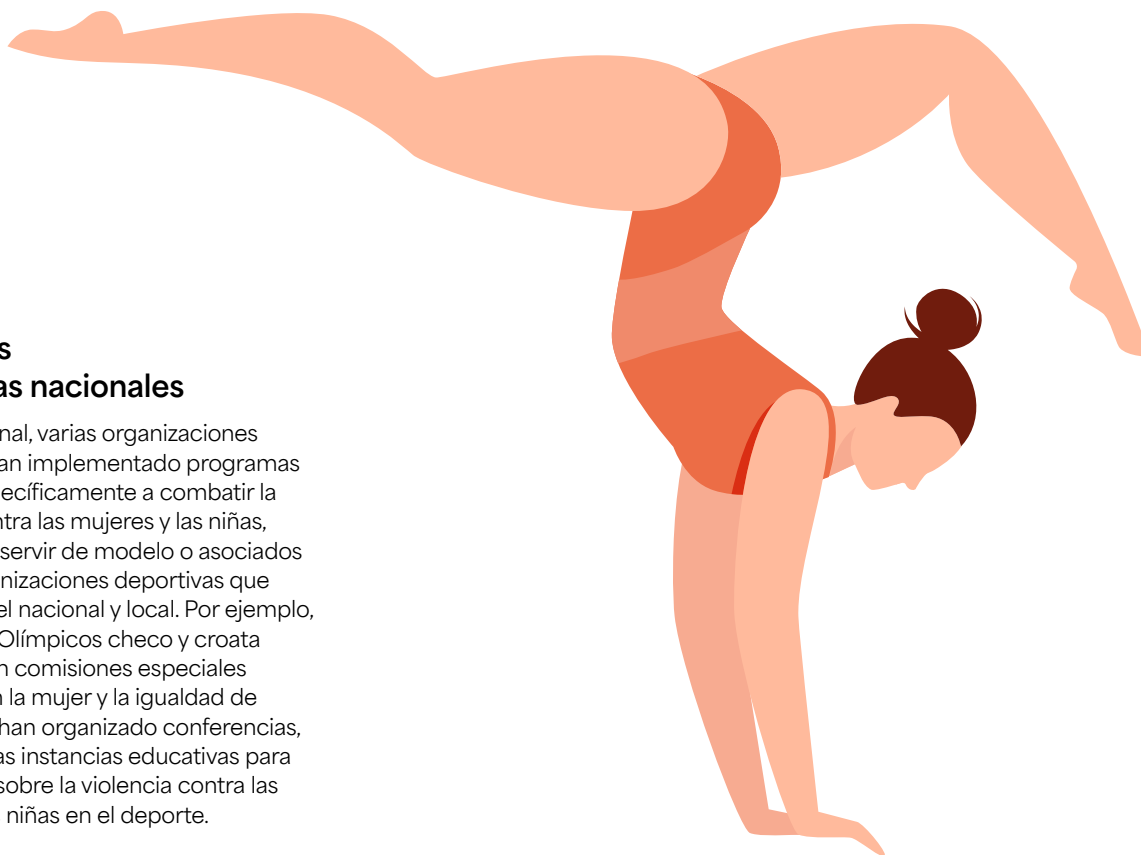 s
as nacionales
nal, varias organizaciones
an implementado programas
pecíficamente a combatir la
ntra las mujeres y las niñas,
servir de modelo o asociados
nizaciones deportivas que
el nacional y local. Por ejemplo,
Olímpicos checo y croata
n comisiones especiales
n la mujer y la igualdad de
han organizado conferencias,
as instancias educativas para
sobre la violencia contra las
s niñas en el deporte.